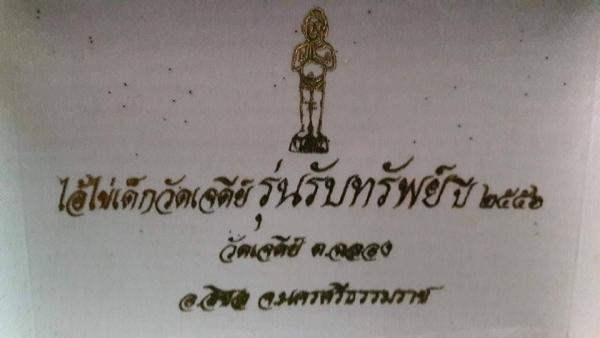 ไอ้ไข่เด็กวัดเจดีย์ รุ่นรับทรัพย์ ปี ๒๕๕๖
วัดเจดีย์ ต.ฉลอง
อ.สิชล จ.นครศรีธรรมราช